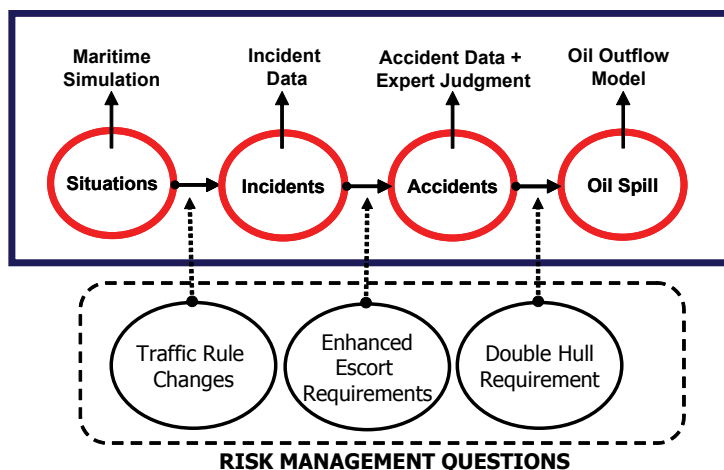 Maritime
Simulation
Incident
Data
Accident Data +
Expert Judgment
Oil Outflow
Model
Situations
Incidents
Accidents
Oil Spill
Traffic Rule
Changes
Enhanced
Escort
Requirements
Double Hull
Requirement
RISK MANAGEMENT QUESTIONS